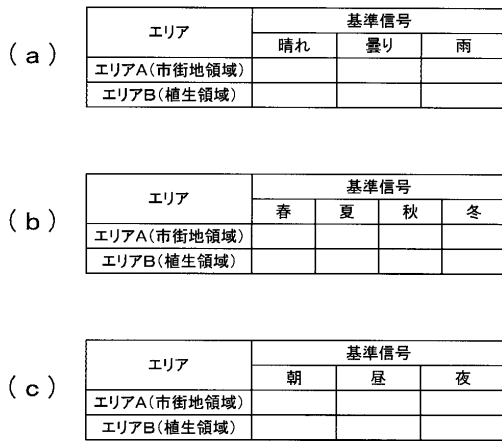 (a)
エリア 基準信号
晴れ 曇り 雨
エリアA(市街地領域)
エリアB(植生領域)
(b)
エリア 基準信号
春 夏 秋 冬
エリアA(市街地領域)
エリアB(植生領域)
(c)
エリア 基準信号
朝 昼 夜
エリアA(市街地領域)
エリアB(植生領域)